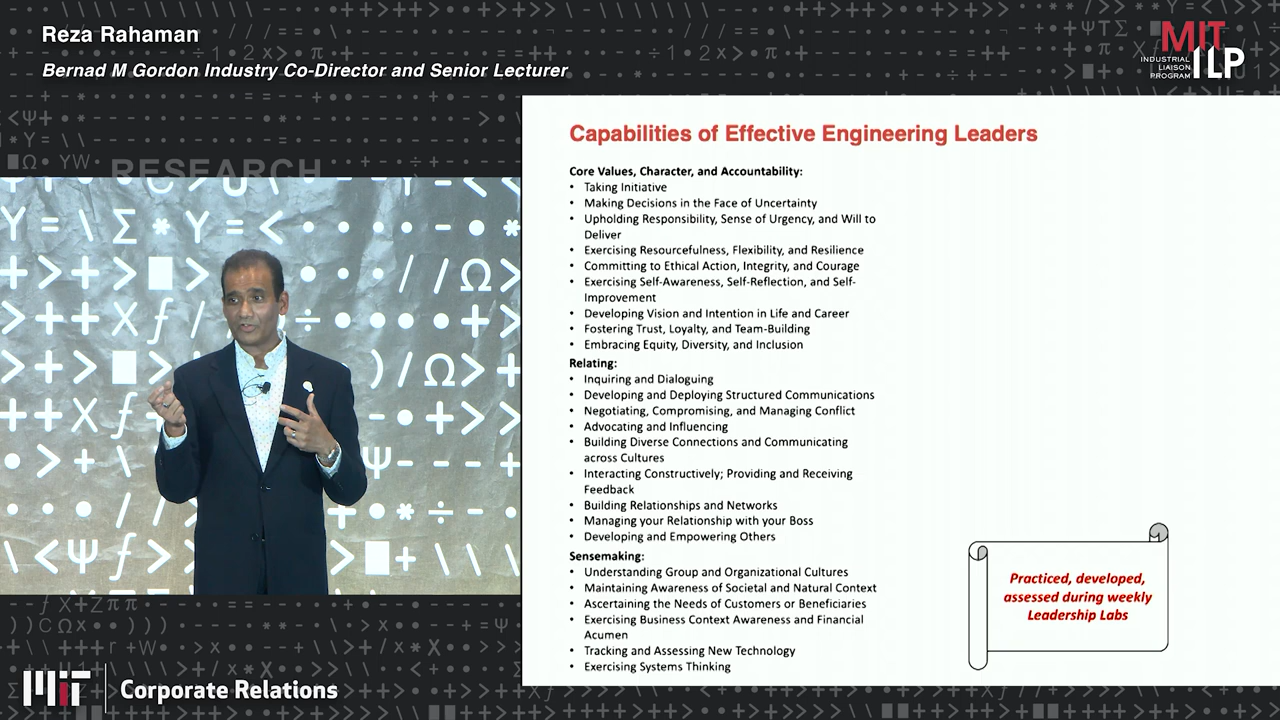 Reza Rahaman
Bernad M Gordon Industry Co-Director and Senior Lecturer
MIT
INDUSTRIAL
LIAISON
PROGRAM
ILP
RESEARCH
Capabilities of Effective Engineering Leaders
Core Values, Character, and Accountability:
• Taking Initiative
• Making Decisions in the Face of Uncertainty
• Upholding Responsibility, Sense of Urgency, and Will to
Deliver
• Exercising Resourcefulness, Flexibility, and Resilience
• Committing to Ethical Action, Integrity, and Courage
• Exercising Self-Awareness, Self-Reflection, and Self-
Improvement
• Developing Vision and Intention in Life and Career
• Fostering Trust, Loyalty, and Team-Building
• Embracing Equity, Diversity, and Inclusion
Relating:
• Inquiring and Dialoguing
• Developing and Deploying Structured Communications
• Negotiating, Compromising, and Managing Conflict
• Advocating and Influencing
• Building Diverse Connections and Communicating
across Cultures
• Interacting Constructively; Providing and Receiving
Feedback
• Building Relationships and Networks
• Managing your Relationship with your Boss
• Developing and Empowering Others
Sensemaking:
• Understanding Group and Organizational Cultures
• Maintaining Awareness of Societal and Natural Context
• Ascertaining the Needs of Customers or Beneficiaries
• Exercising Business Context Awareness and Financial
Acumen
• Tracking and Assessing New Technology
• Exercising Systems Thinking
Practiced, developed,
assessed during weekly
Leadership Labs
MIT
Corporate Relations